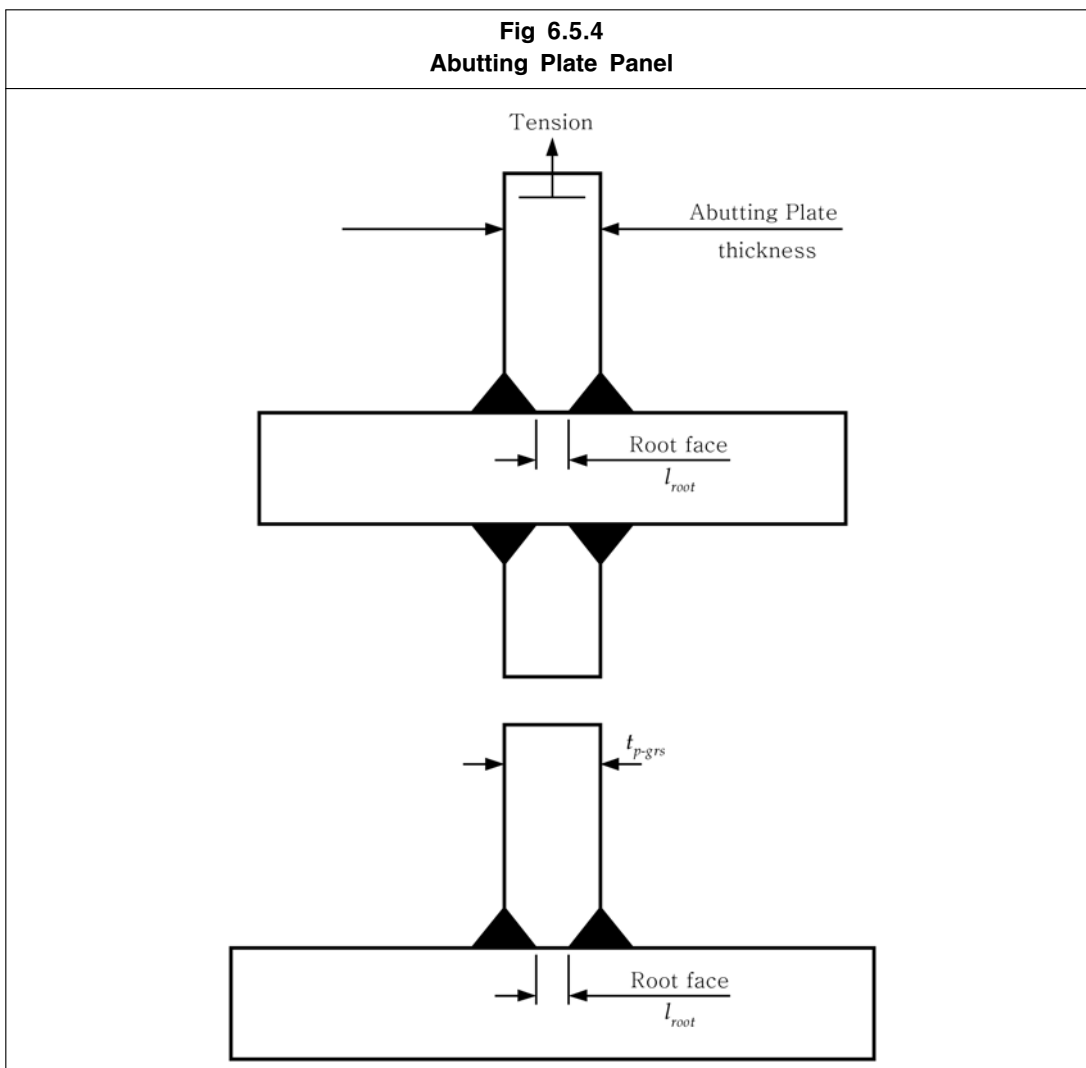 Fig 6.5.4
Abutting Plate Panel
Tension
Abutting Plate
thickness
Root face
l_root
t_p-grs
Root face
l_root